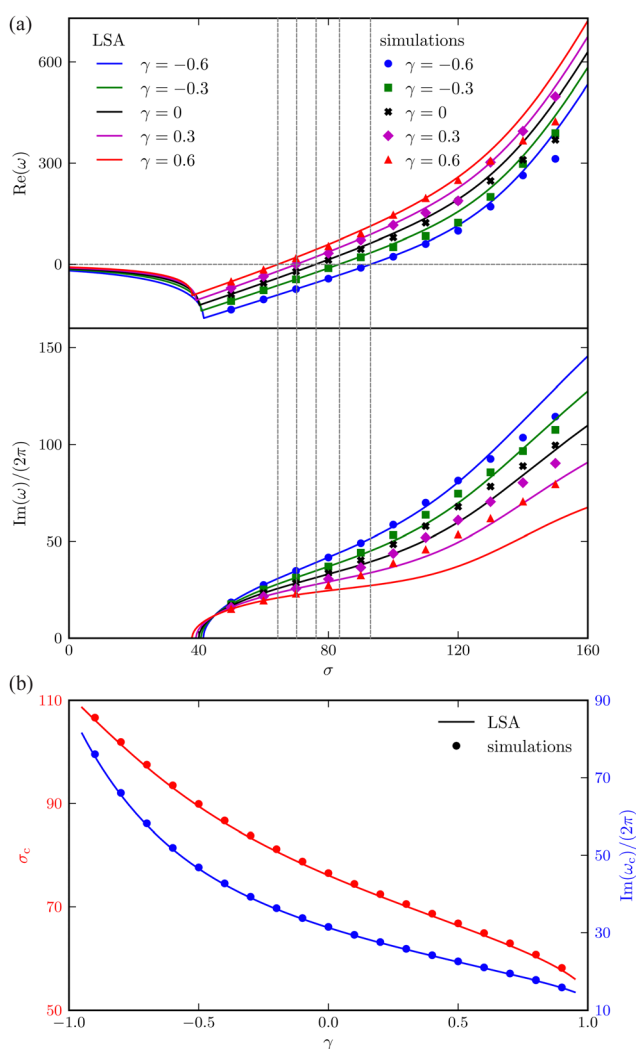 (a)
LSA
γ = −0.6
γ = −0.3
γ = 0
γ = 0.3
γ = 0.6
simulations
γ = −0.6
γ = −0.3
γ = 0
γ = 0.3
γ = 0.6
Re(ω)
600
300
0
Im(ω)/(2π)
150
100
50
0
0 40 80 120 160
σ
(b)
LSA
simulations
σc
110
90
70
50
Im(ωc)/(2π)
90
70
50
30
10
−1.0 −0.5 0.0 0.5 1.0
γ